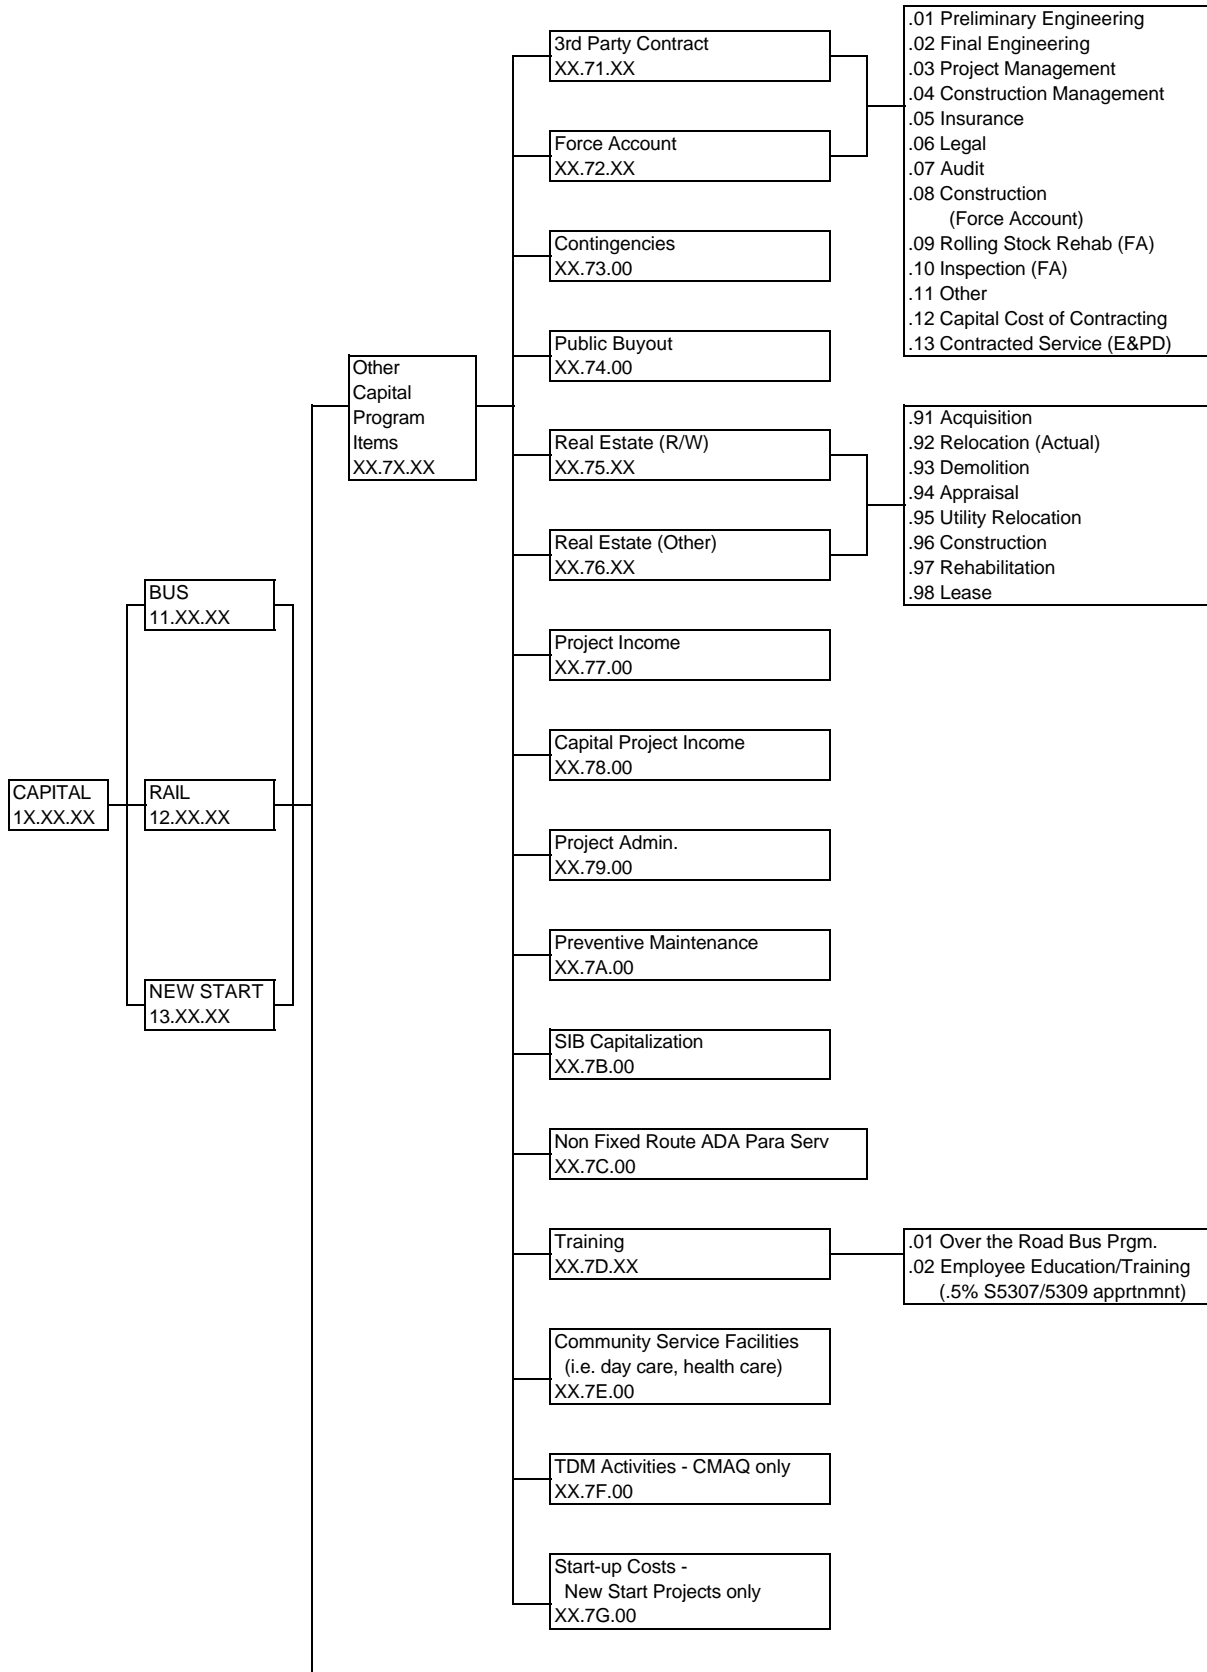 CAPITAL
1X.XX.XX
BUS
11.XX.XX
RAIL
12.XX.XX
NEW START
13.XX.XX
Other
Capital
Program
Items
XX.7X.XX
3rd Party Contract
XX.71.XX
Force Account
XX.72.XX
Contingencies
XX.73.00
Public Buyout
XX.74.00
Real Estate (R/W)
XX.75.XX
Real Estate (Other)
XX.76.XX
Project Income
XX.77.00
Capital Project Income
XX.78.00
Project Admin.
XX.79.00
Preventive Maintenance
XX.7A.00
SIB Capitalization
XX.7B.00
Non Fixed Route ADA Para Serv
XX.7C.00
Training
XX.7D.XX
Community Service Facilities
(i.e. day care, health care)
XX.7E.00
TDM Activities - CMAQ only
XX.7F.00
Start-up Costs -
New Start Projects only
XX.7G.00
.01 Preliminary Engineering
.02 Final Engineering
.03 Project Management
.04 Construction Management
.05 Insurance
.06 Legal
.07 Audit
.08 Construction
(Force Account)
.09 Rolling Stock Rehab (FA)
.10 Inspection (FA)
.11 Other
.12 Capital Cost of Contracting
.13 Contracted Service (E&PD)
.91 Acquisition
.92 Relocation (Actual)
.93 Demolition
.94 Appraisal
.95 Utility Relocation
.96 Construction
.97 Rehabilitation
.98 Lease
.01 Over the Road Bus Prgm.
.02 Employee Education/Training
(.5% S5307/5309 apprtnmnt)